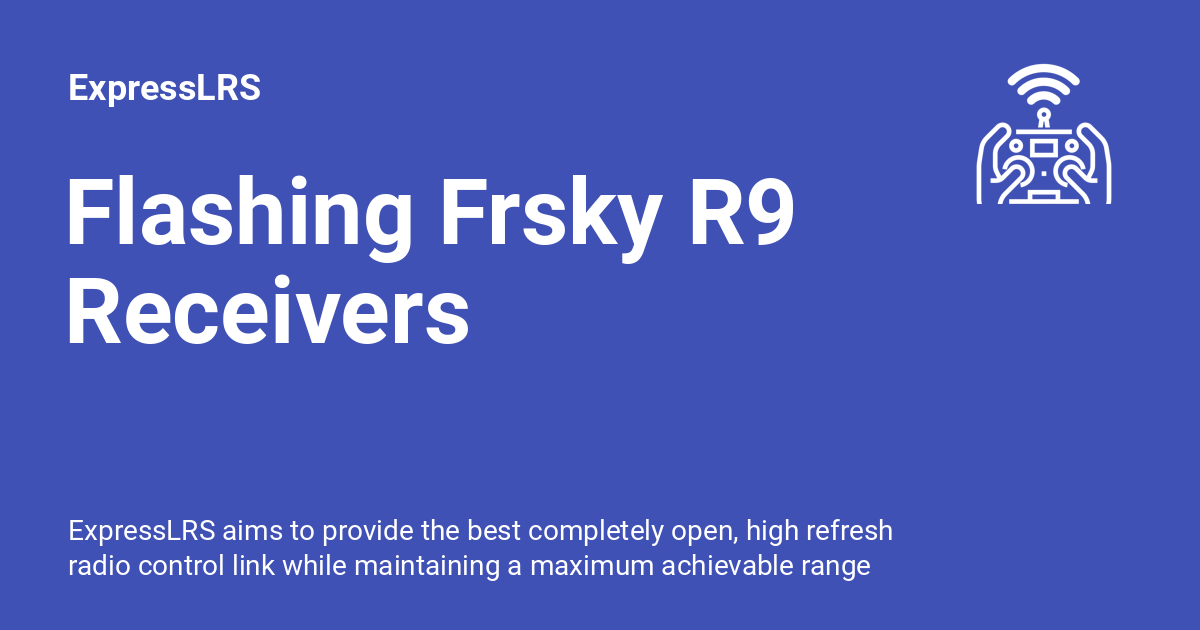 ExpressLRS
Flashing Frsky R9
Receivers
ExpressLRS aims to provide the best completely open, high refresh
radio control link while maintaining a maximum achievable range